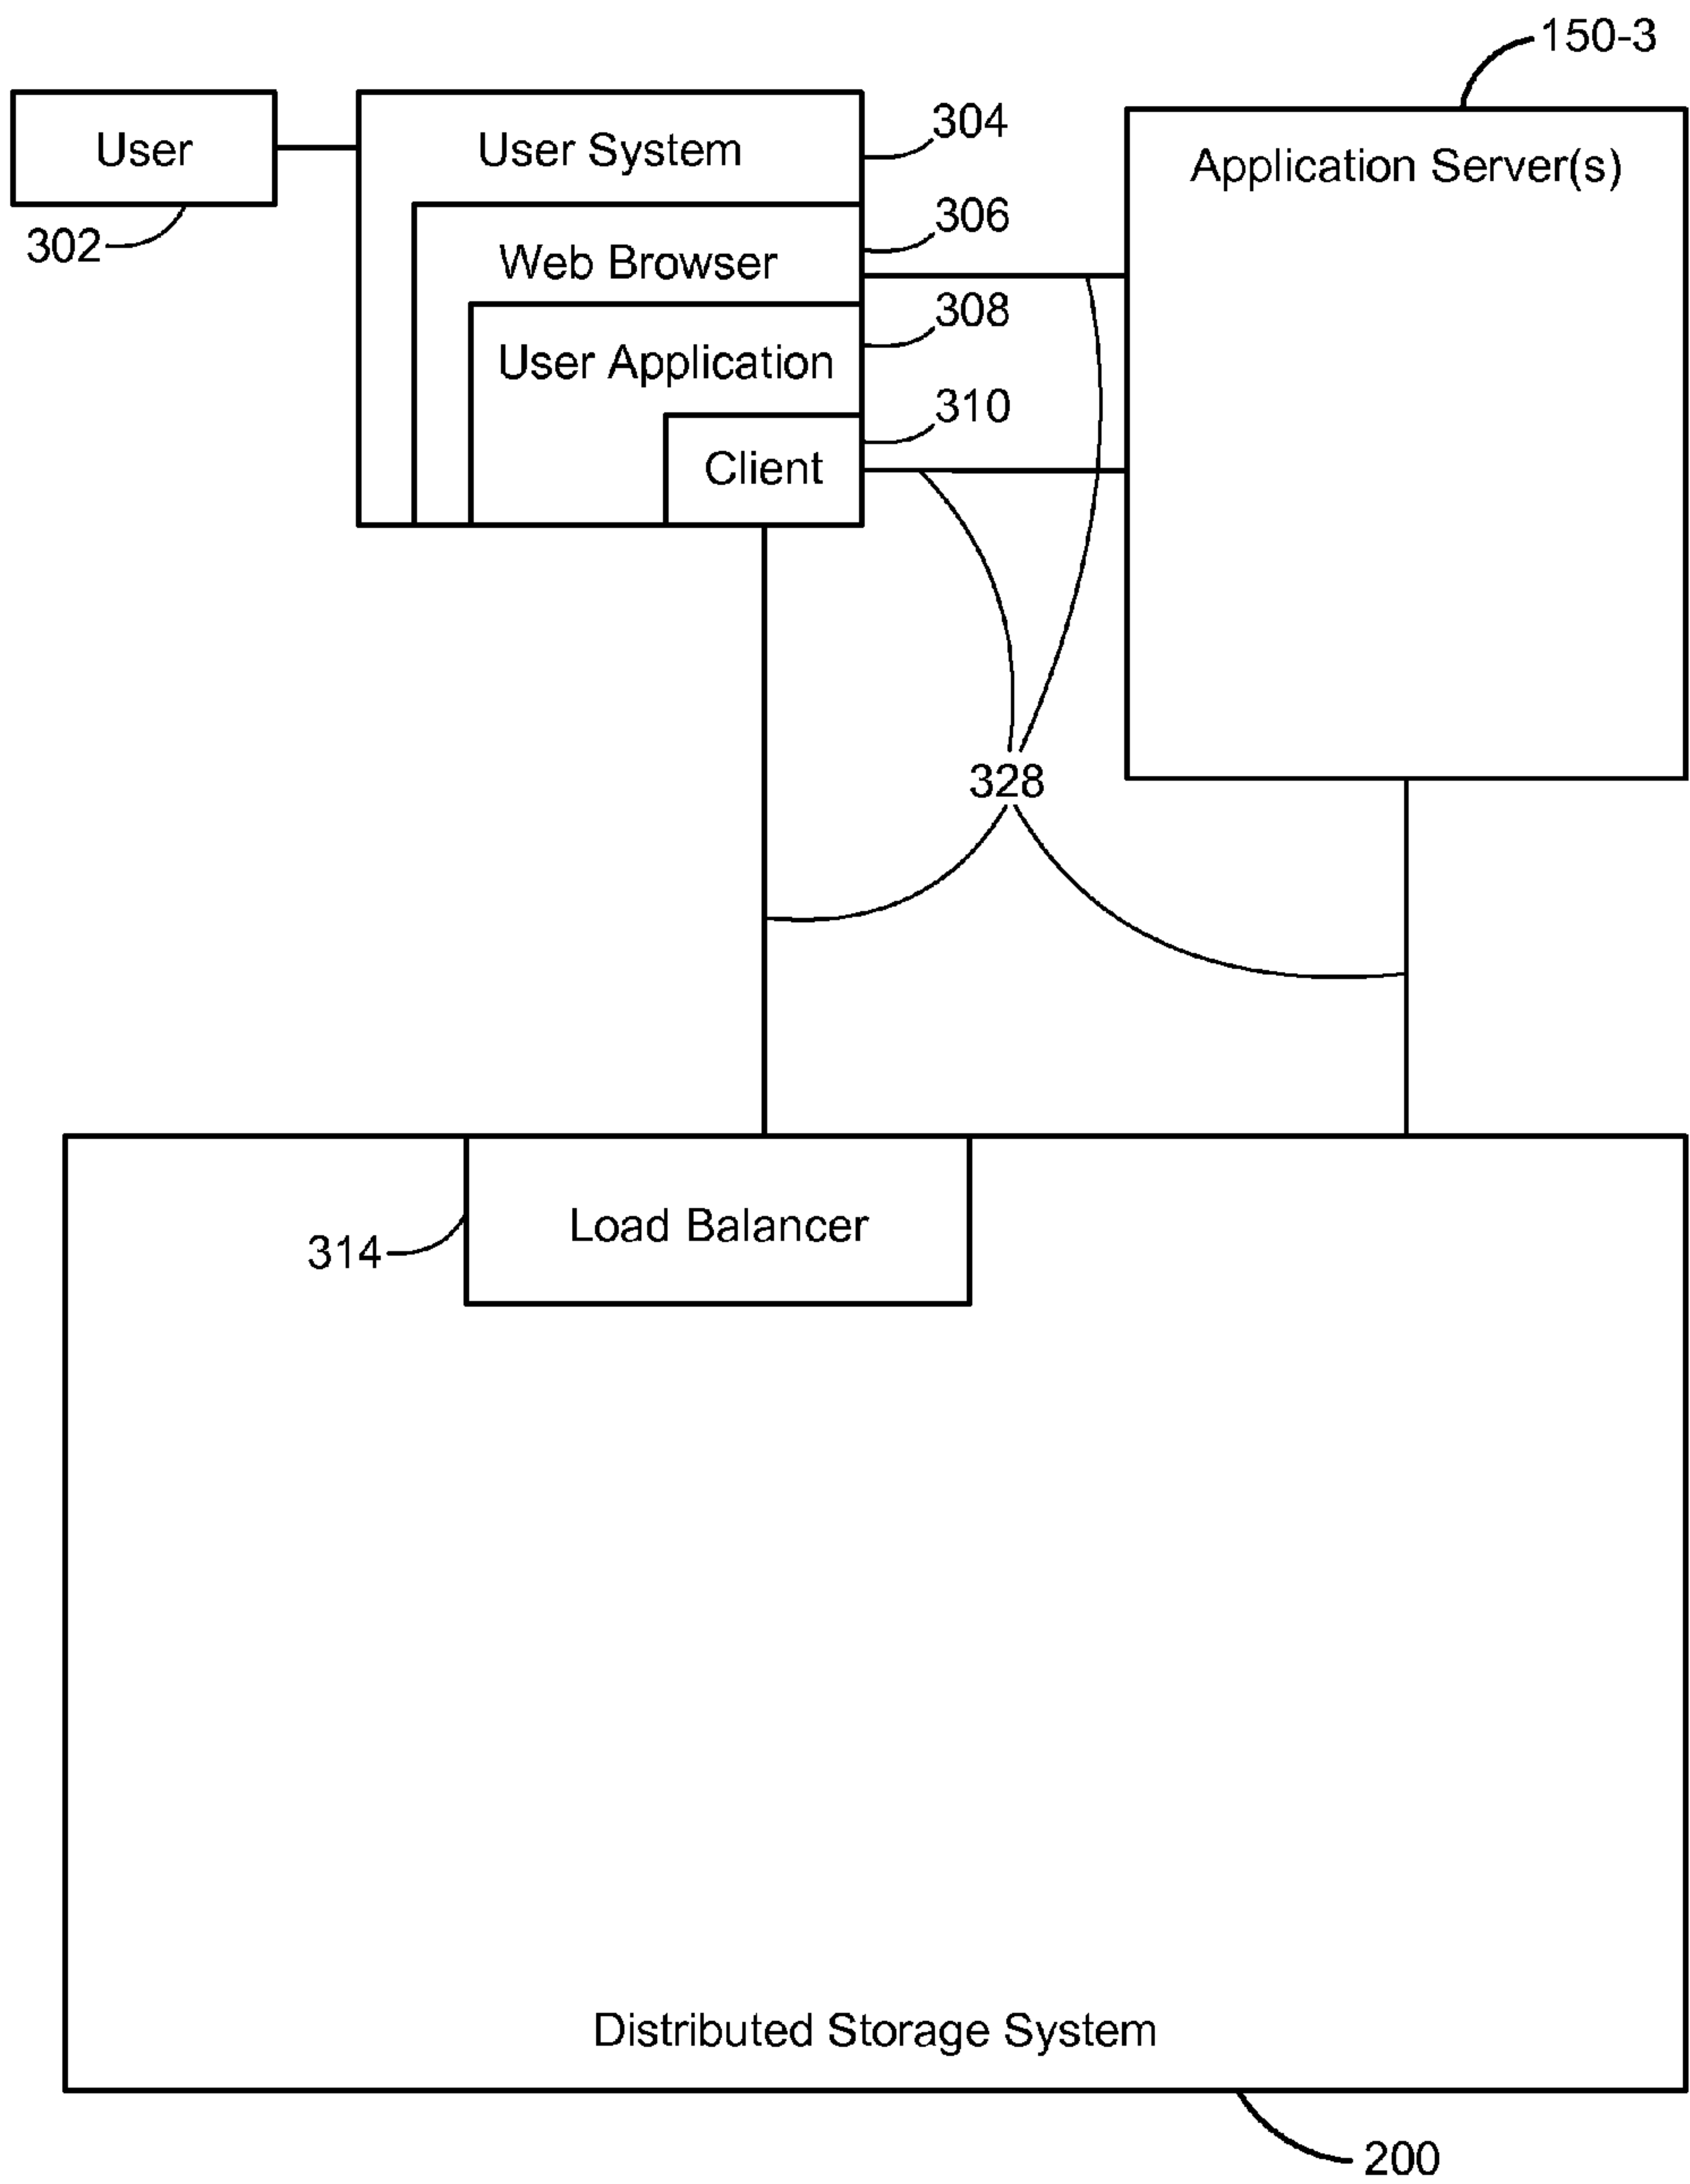 150-3
User
User System
304
Application Server(s)
302
Web Browser
306
User Application
308
Client
310
328
Load Balancer
314
Distributed Storage System
200